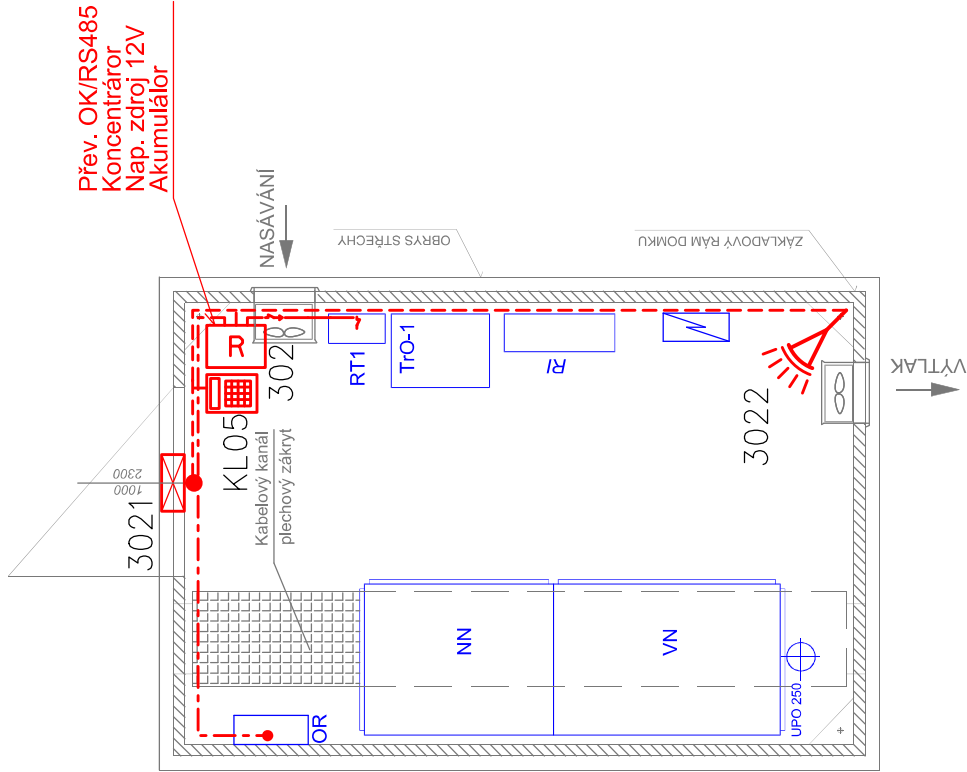 Přev. OK/RS485
Koncentráror
Nap. zdroj 12V
Akumulálor
NASÁVÁNÍ
OBRYS STŘECHY
ZÁKLADOVÝ RÁM DOMKU
R
302
RT1
TrO-1
RI
VÝTLAK
3022
KL05
Kabelový kanál
plechový zákryt
1000
2300
3021
NN
VN
UPO 250
OR